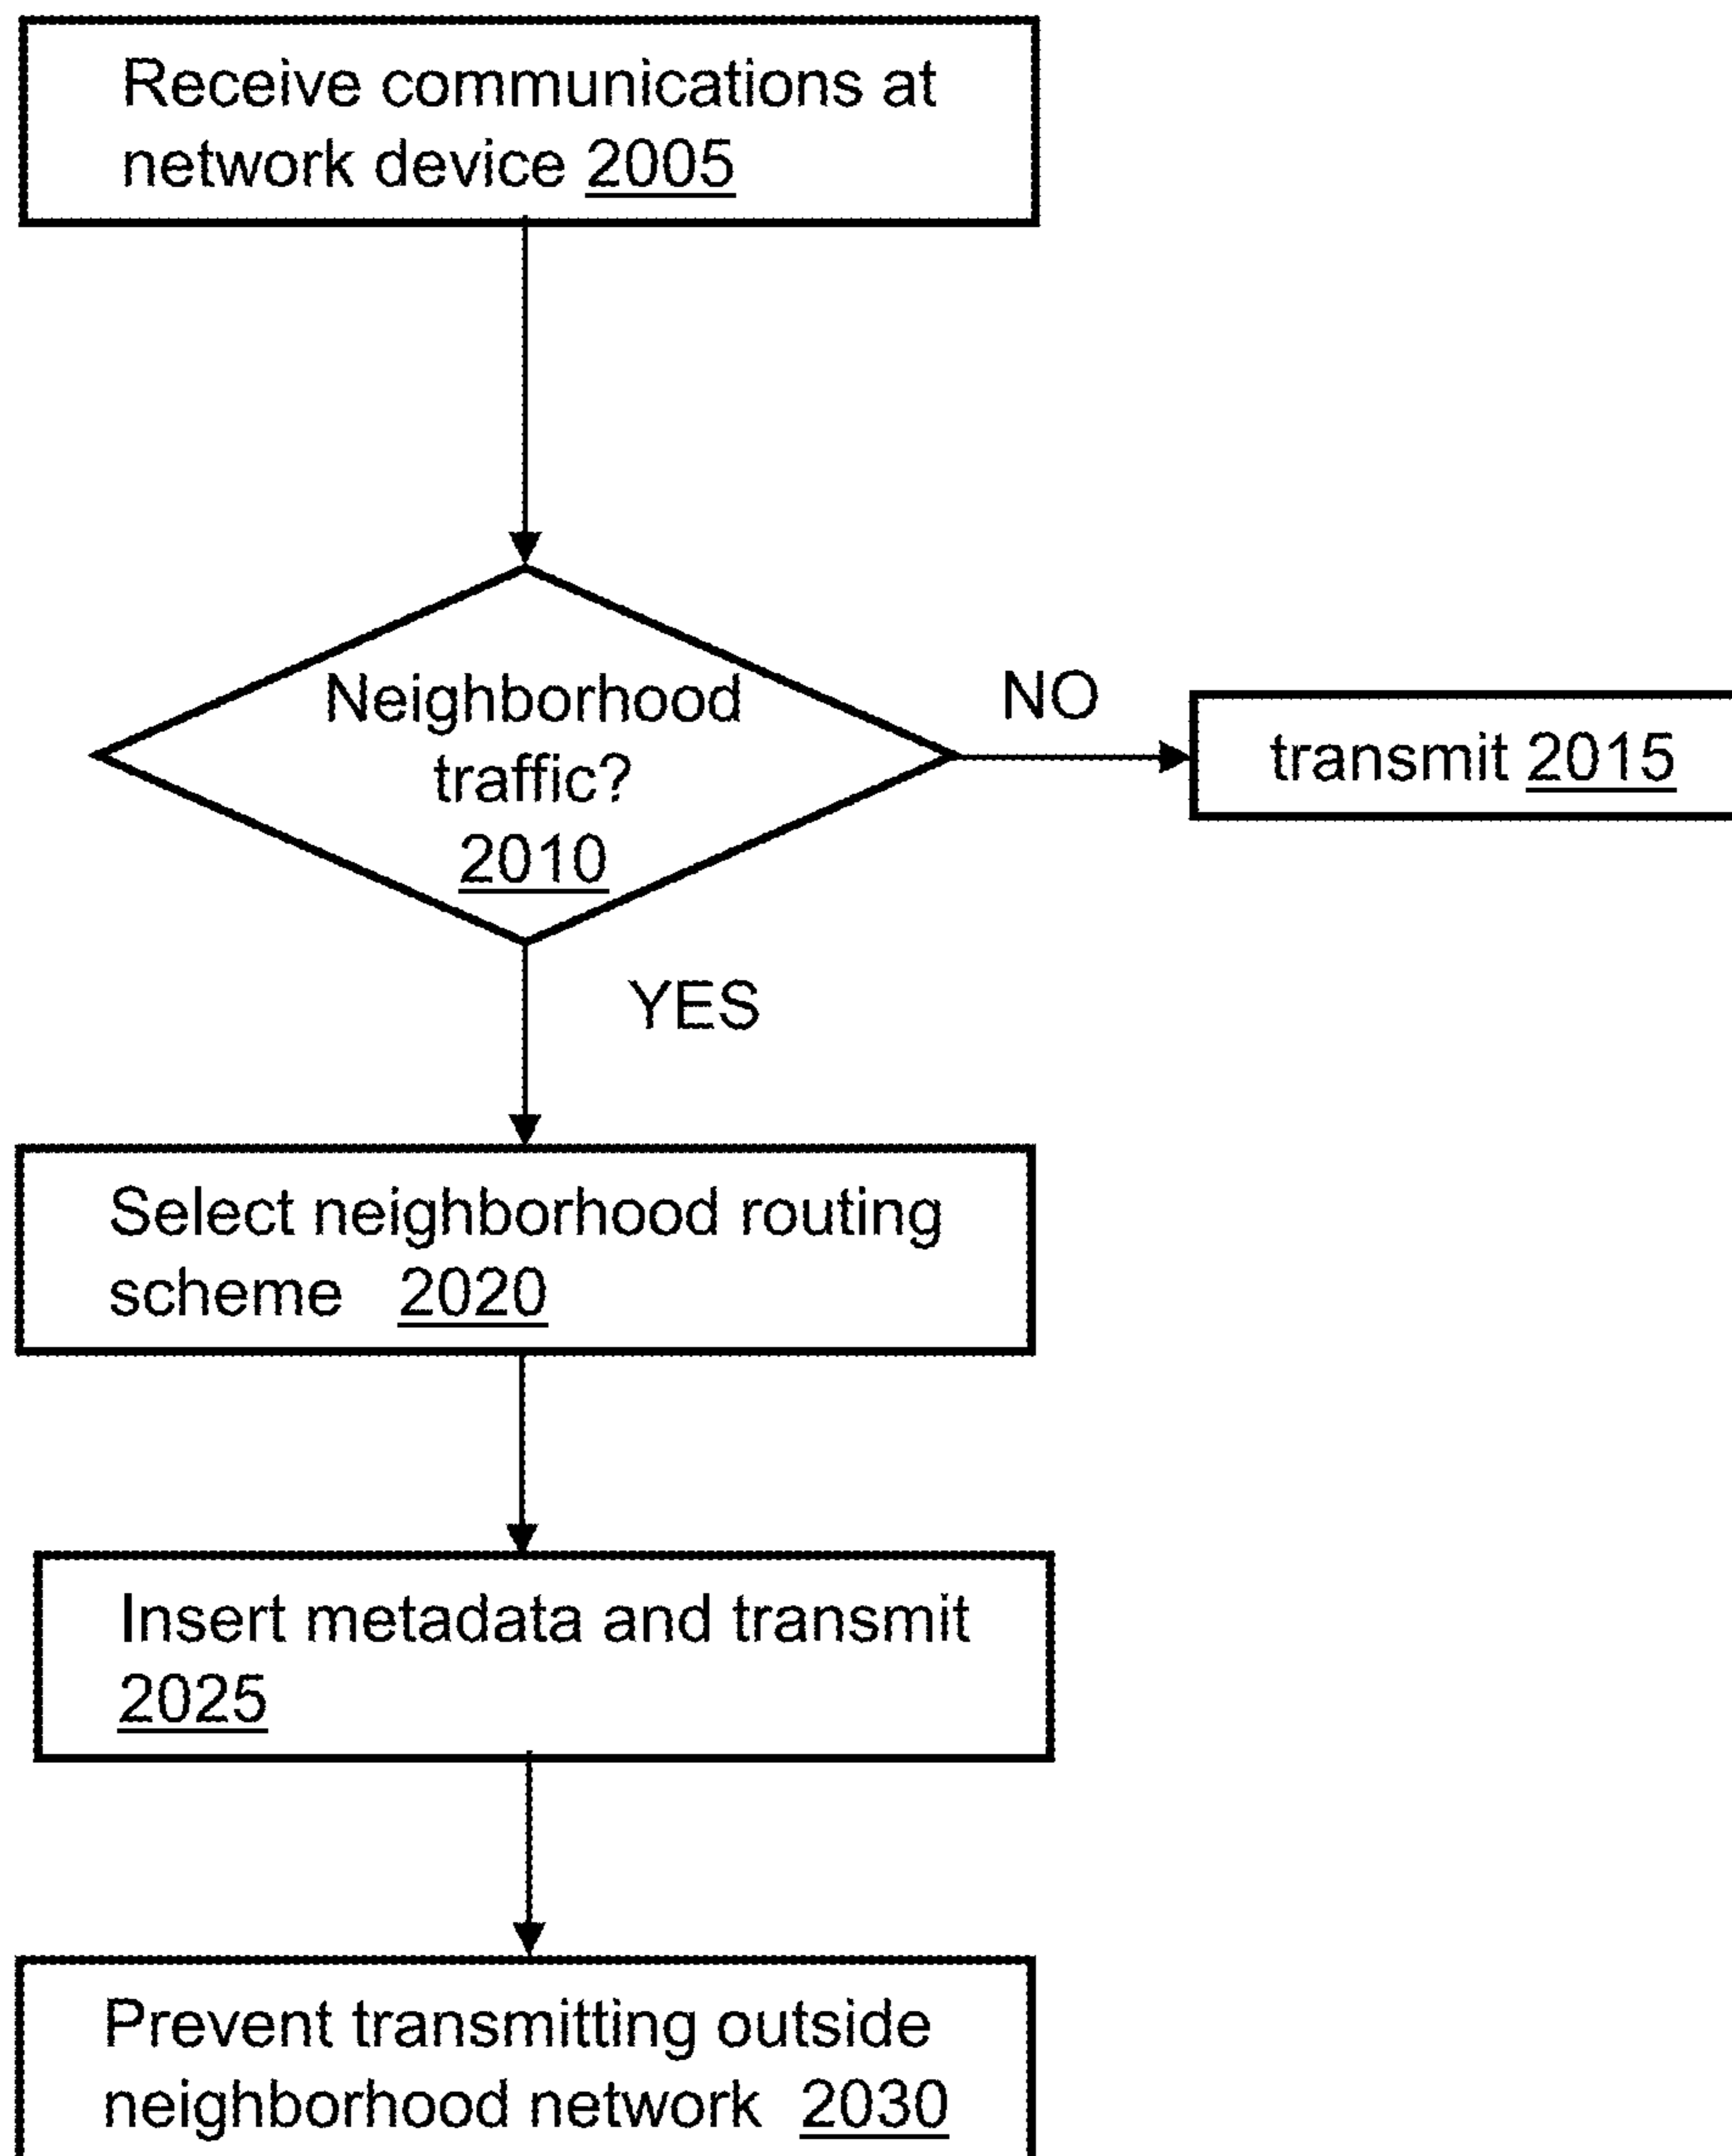 Receive communications at
network device 2005
Neighborhood
traffic?
2010
NO
transmit 2015
YES
Select neighborhood routing
scheme 2020
Insert metadata and transmit
2025
Prevent transmitting outside
neighborhood network 2030